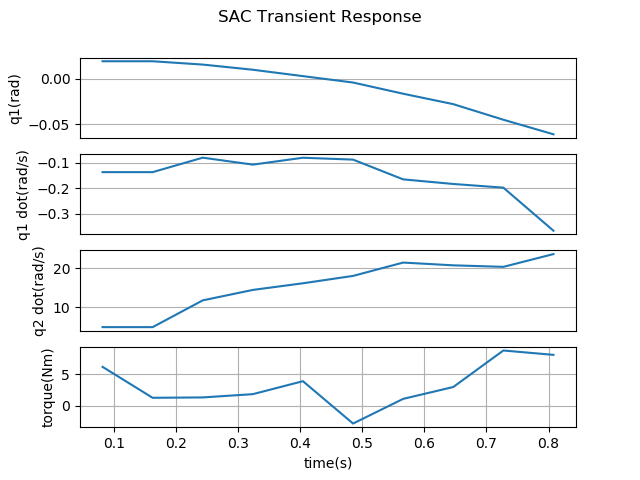 SAC Transient Response
q1(rad)
0.00
−0.05
q1 dot(rad/s)
−0.1
−0.2
−0.3
q2 dot(rad/s)
20
10
torque(Nm)
5
0
0.1 0.2 0.3 0.4 0.5 0.6 0.7 0.8
time(s)